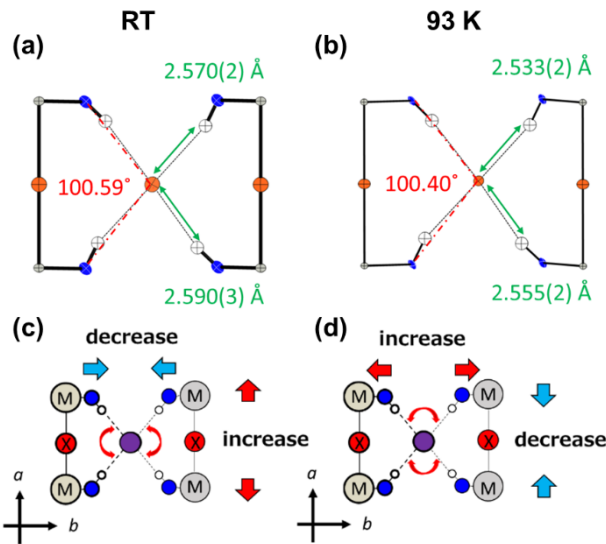 RT
93 K
(a)
(b)
2.570(2) Å
2.533(2) Å
100.59˚
100.40˚
2.590(3) Å
2.555(2) Å
(c)
decrease
(d)
increase
M
M
M
M
X
X
increase
X
X
decrease
M
M
M
M
a
b
a
b